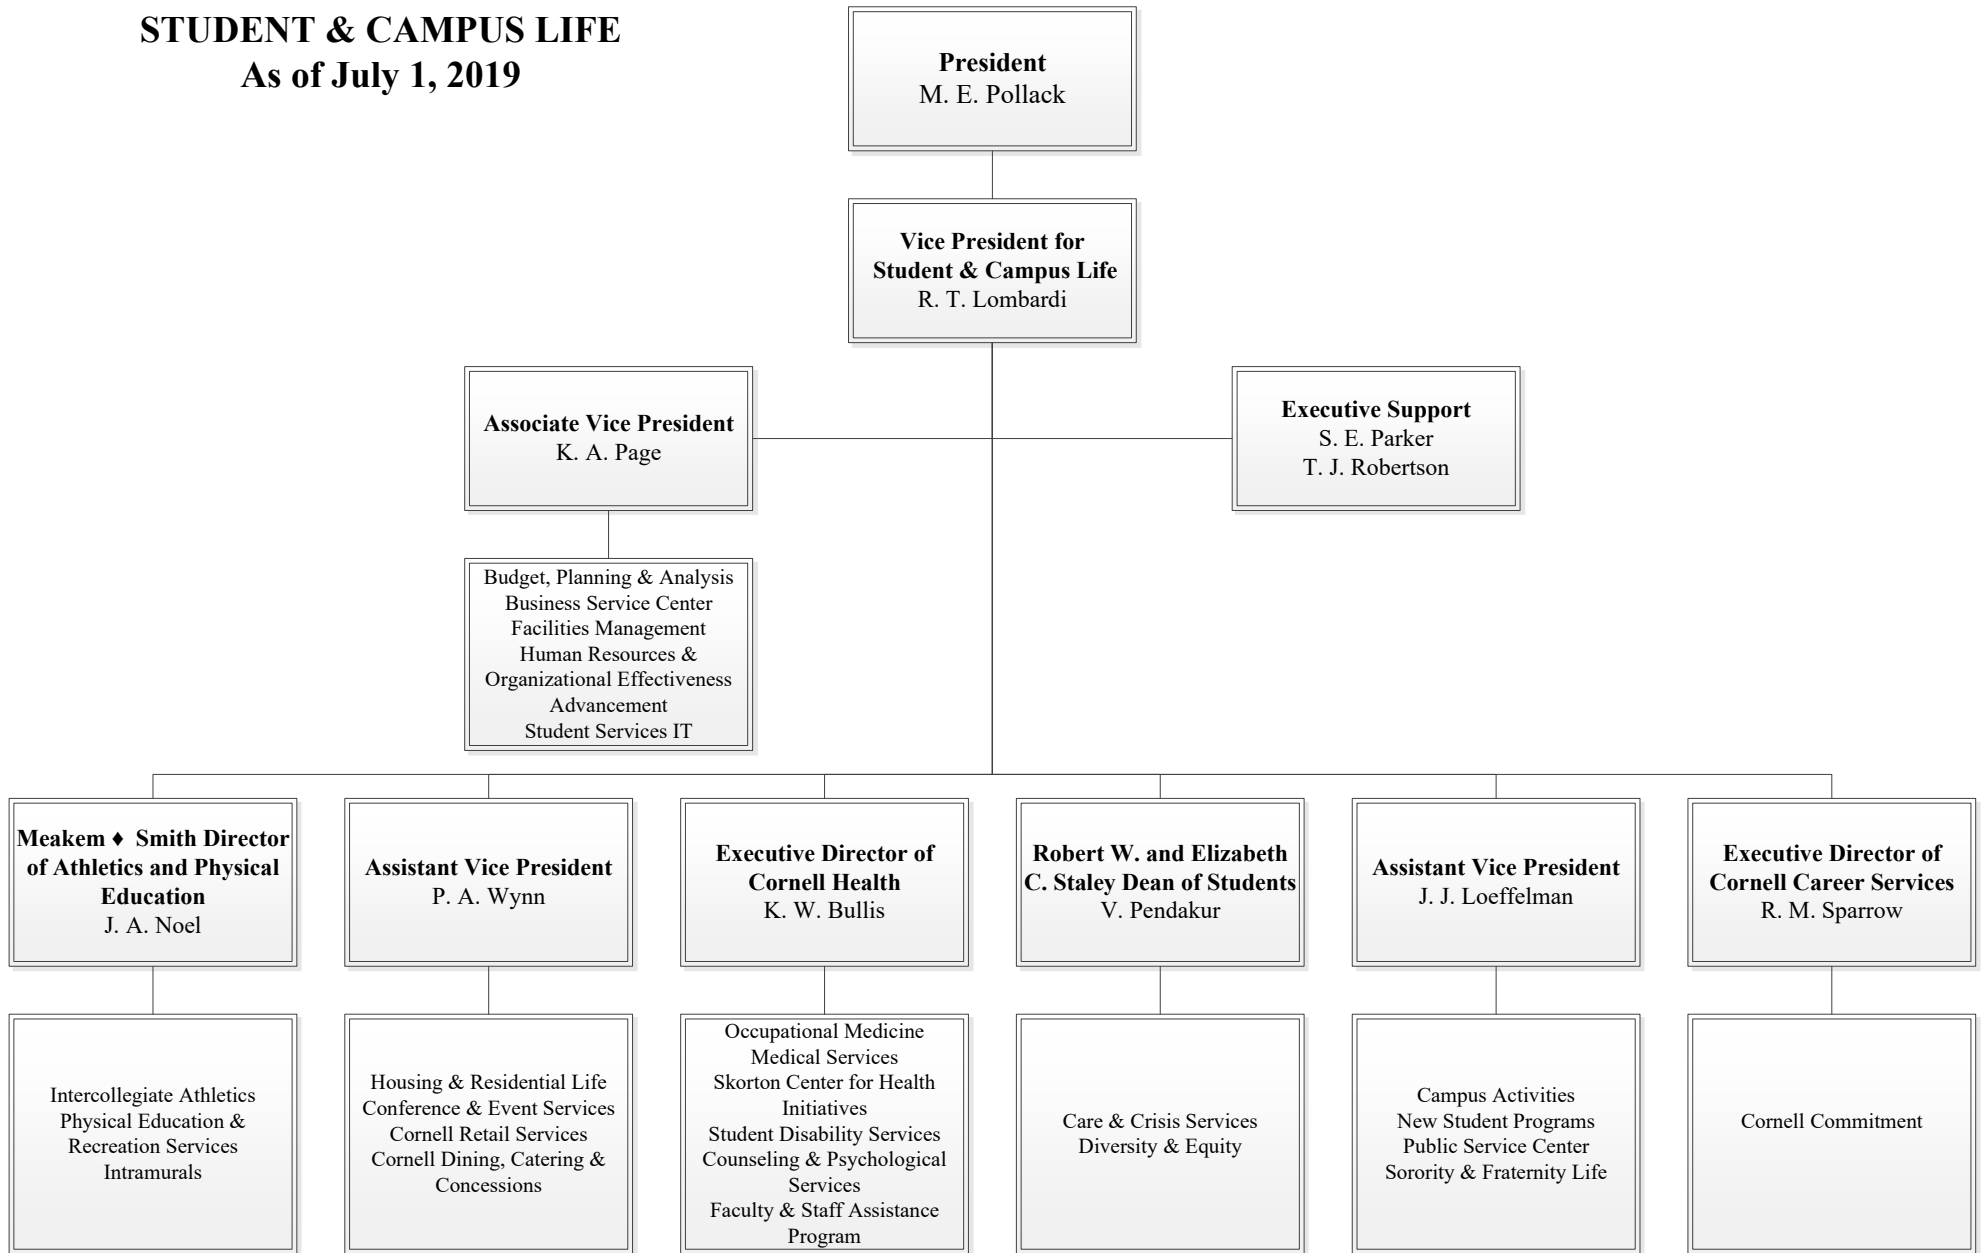 STUDENT & CAMPUS LIFE
As of July 1, 2019
President
M. E. Pollack
Vice President for
Student & Campus Life
R. T. Lombardi
Associate Vice President
K. A. Page
Executive Support
S. E. Parker
T. J. Robertson
Budget, Planning & Analysis
Business Service Center
Facilities Management
Human Resources &
Organizational Effectiveness
Advancement
Student Services IT
Meakem ♦ Smith Director
of Athletics and Physical
Education
J. A. Noel
Assistant Vice President
P. A. Wynn
Executive Director of
Cornell Health
K. W. Bullis
Robert W. and Elizabeth
C. Staley Dean of Students
V. Pendakur
Assistant Vice President
J. J. Loeffelman
Executive Director of
Cornell Career Services
R. M. Sparrow
Intercollegiate Athletics
Physical Education &
Recreation Services
Intramurals
Housing & Residential Life
Conference & Event Services
Cornell Retail Services
Cornell Dining, Catering &
Concessions
Occupational Medicine
Medical Services
Skorton Center for Health
Initiatives
Student Disability Services
Counseling & Psychological
Services
Faculty & Staff Assistance
Program
Care & Crisis Services
Diversity & Equity
Campus Activities
New Student Programs
Public Service Center
Sorority & Fraternity Life
Cornell Commitment